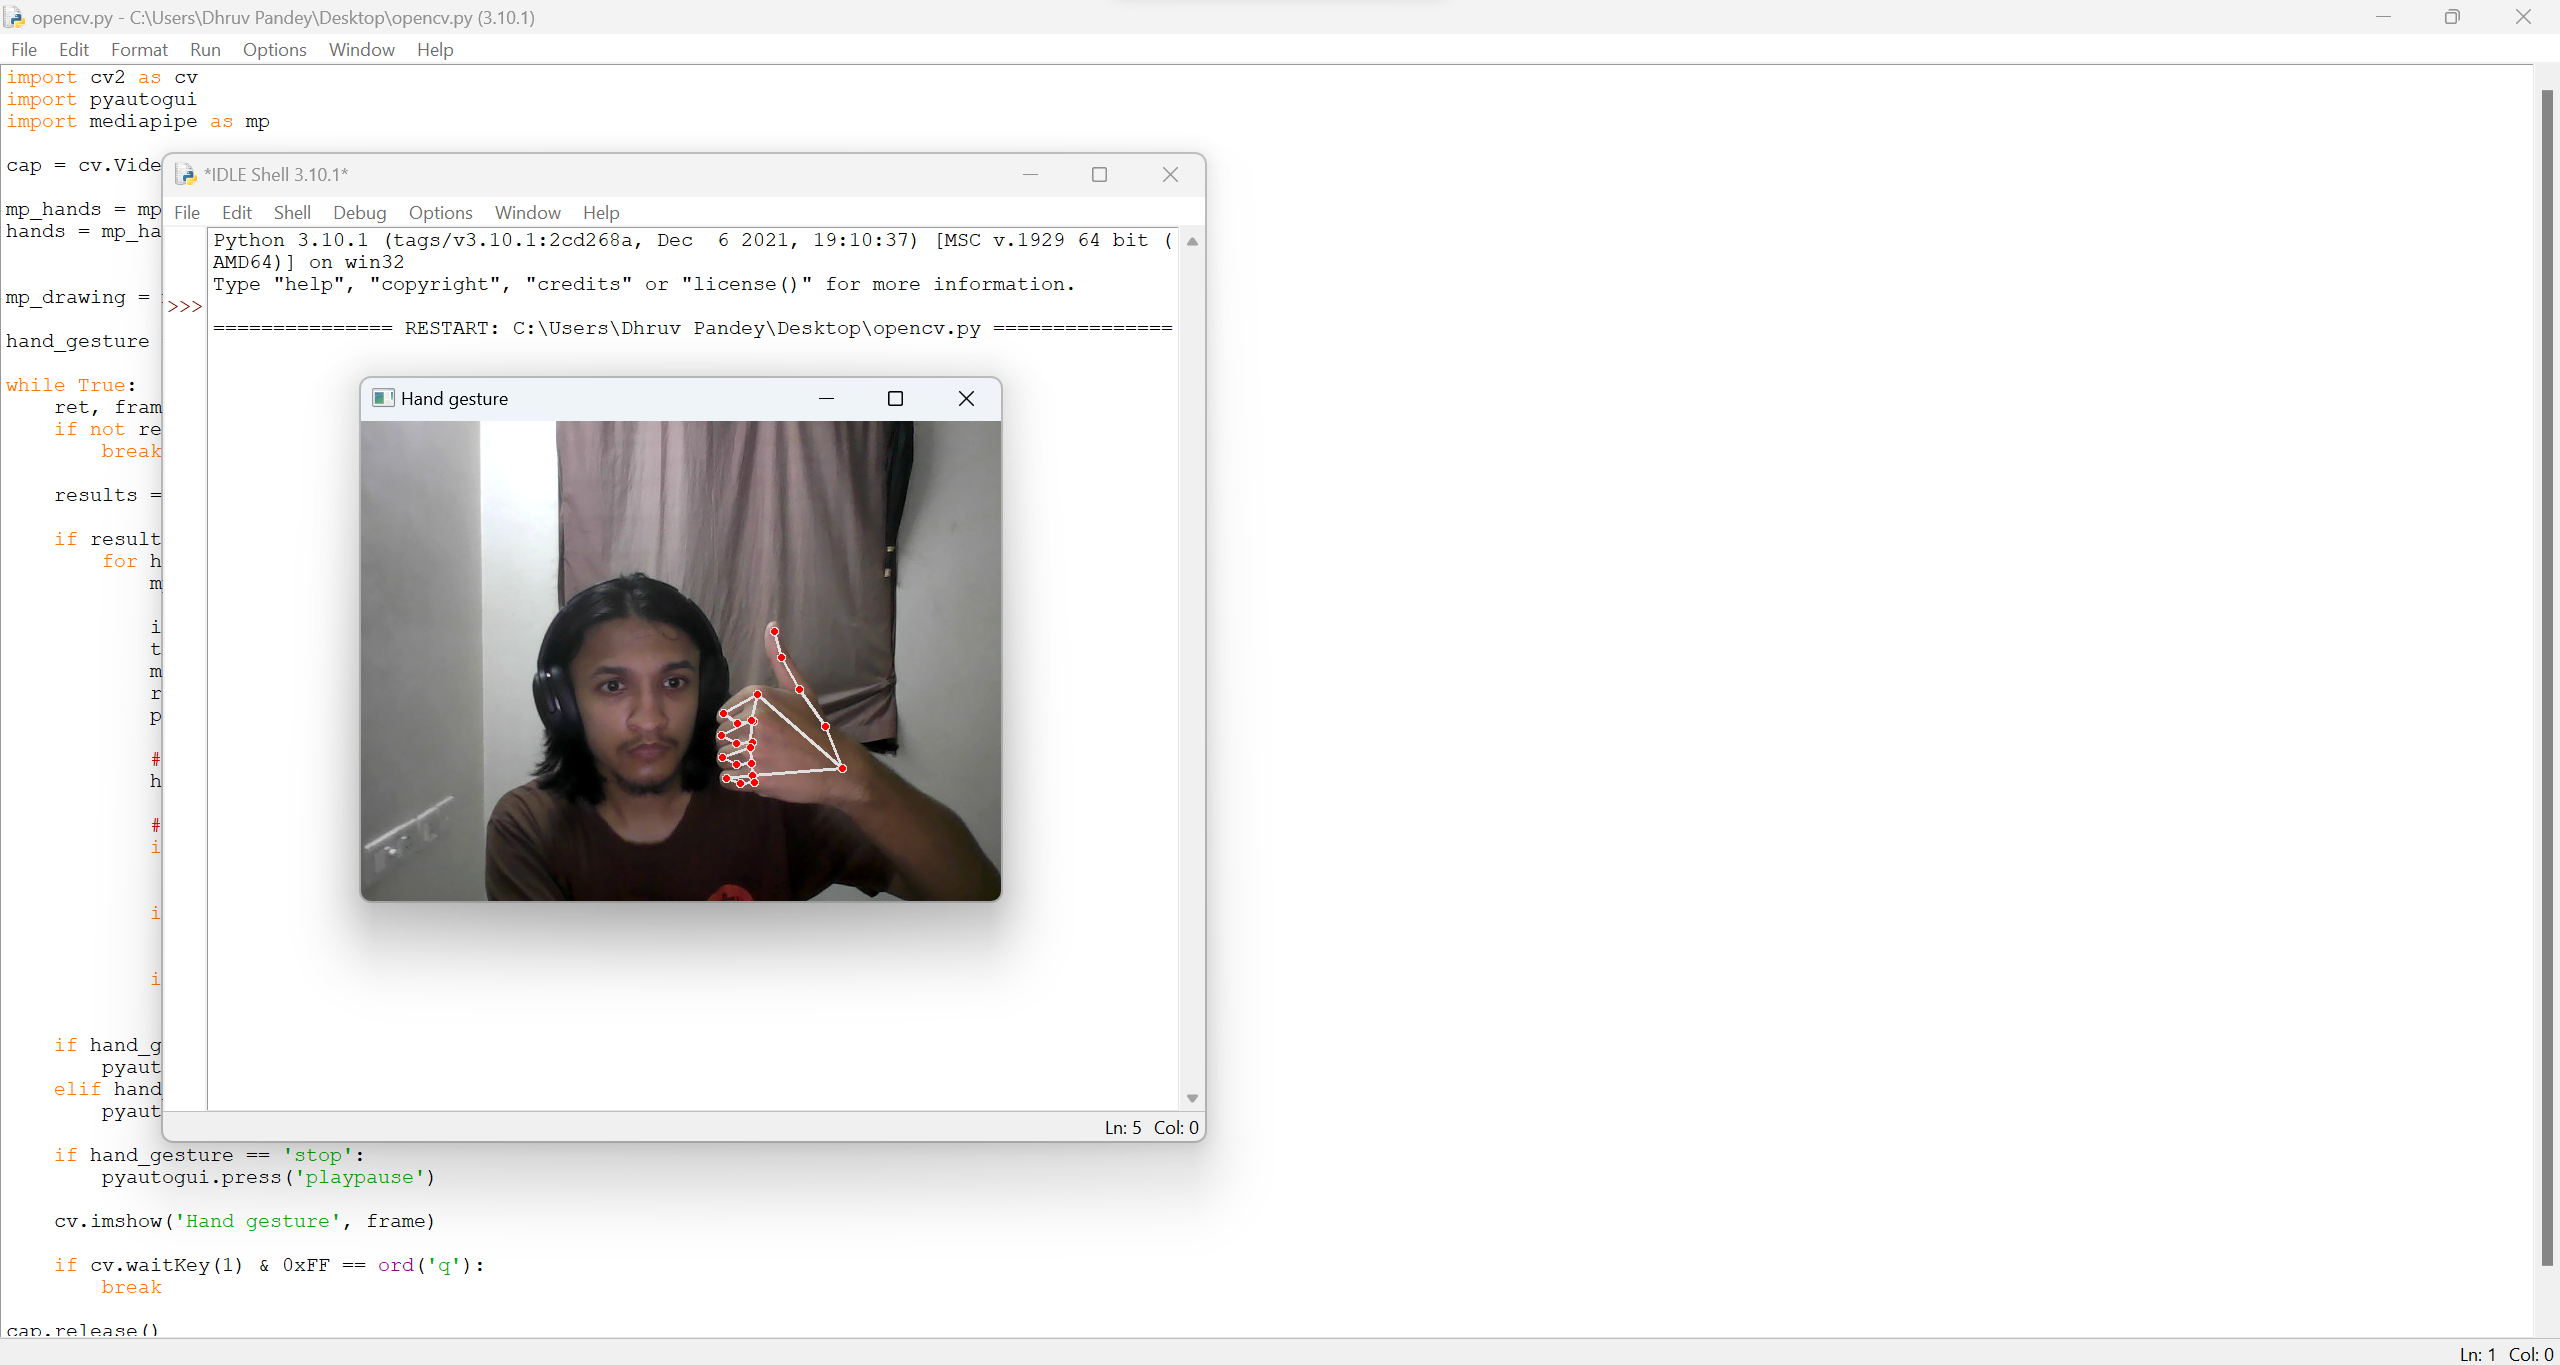 opencv.py - C:\Users\Dhruv Pandey\Desktop\opencv.py (3.10.1)
File Edit Format Run Options Window Help
import cv2 as cv
import pyautogui
import mediapipe as mp
cap = cv.Vide
mp_hands = mp
hands = mp_ha
mp_drawing =
hand_gesture
while True:
ret, fram
if not re
break
results =
if result
for h
m
i
t
m
r
p
#
h
#
i
i
i
if hand_g
pyaut
elif hand
pyaut
if hand_gesture == 'stop':
pyautogui.press('playpause')
cv.imshow('Hand gesture', frame)
if cv.waitKey(1) & 0xFF == ord('q'):
break
cap.release()
Ln: 1 Col: 0
*IDLE Shell 3.10.1*
File Edit Shell Debug Options Window Help
Python 3.10.1 (tags/v3.10.1:2cd268a, Dec  6 2021, 19:10:37) [MSC v.1929 64 bit (
AMD64)] on win32
Type "help", "copyright", "credits" or "license()" for more information.
>>>
=============== RESTART: C:\Users\Dhruv Pandey\Desktop\opencv.py ===============
Hand gesture
Ln: 5 Col: 0